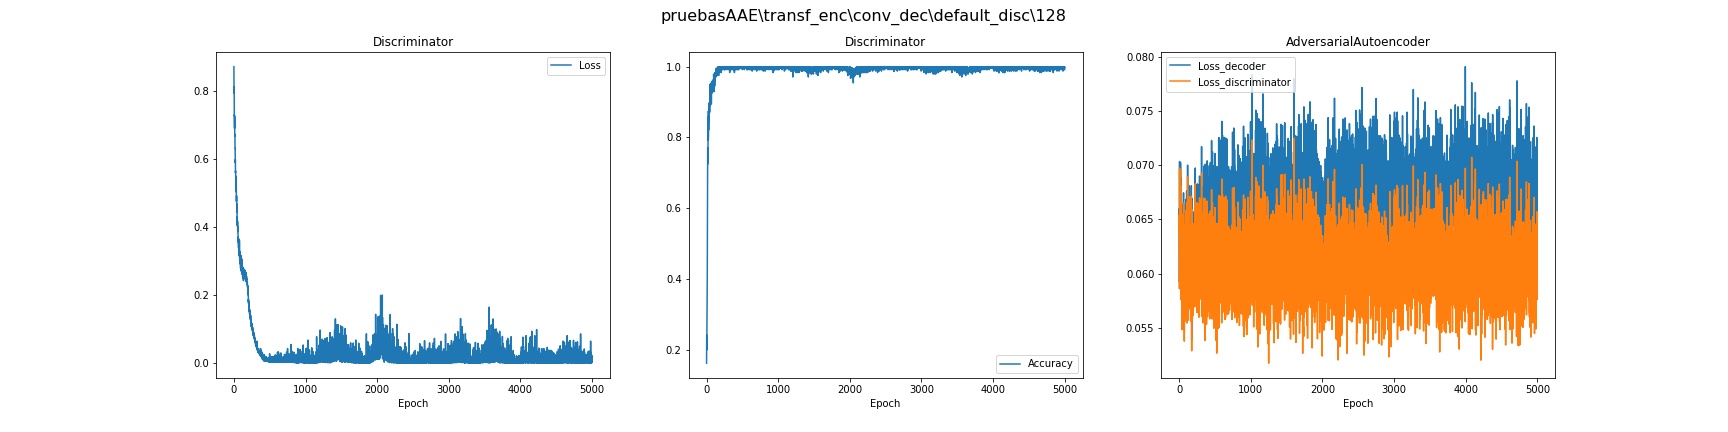 pruebasAAE\transf_enc\conv_dec\default_disc\128
Discriminator
Loss
0.8
0.6
0.4
0.2
0.0
0 1000 2000 3000 4000 5000
Epoch
Discriminator
1.0
0.8
0.6
0.4
0.2
Accuracy
0 1000 2000 3000 4000 5000
Epoch
AdversarialAutoencoder
Loss_decoder
Loss_discriminator
0.080
0.075
0.070
0.065
0.060
0.055
0 1000 2000 3000 4000 5000
Epoch